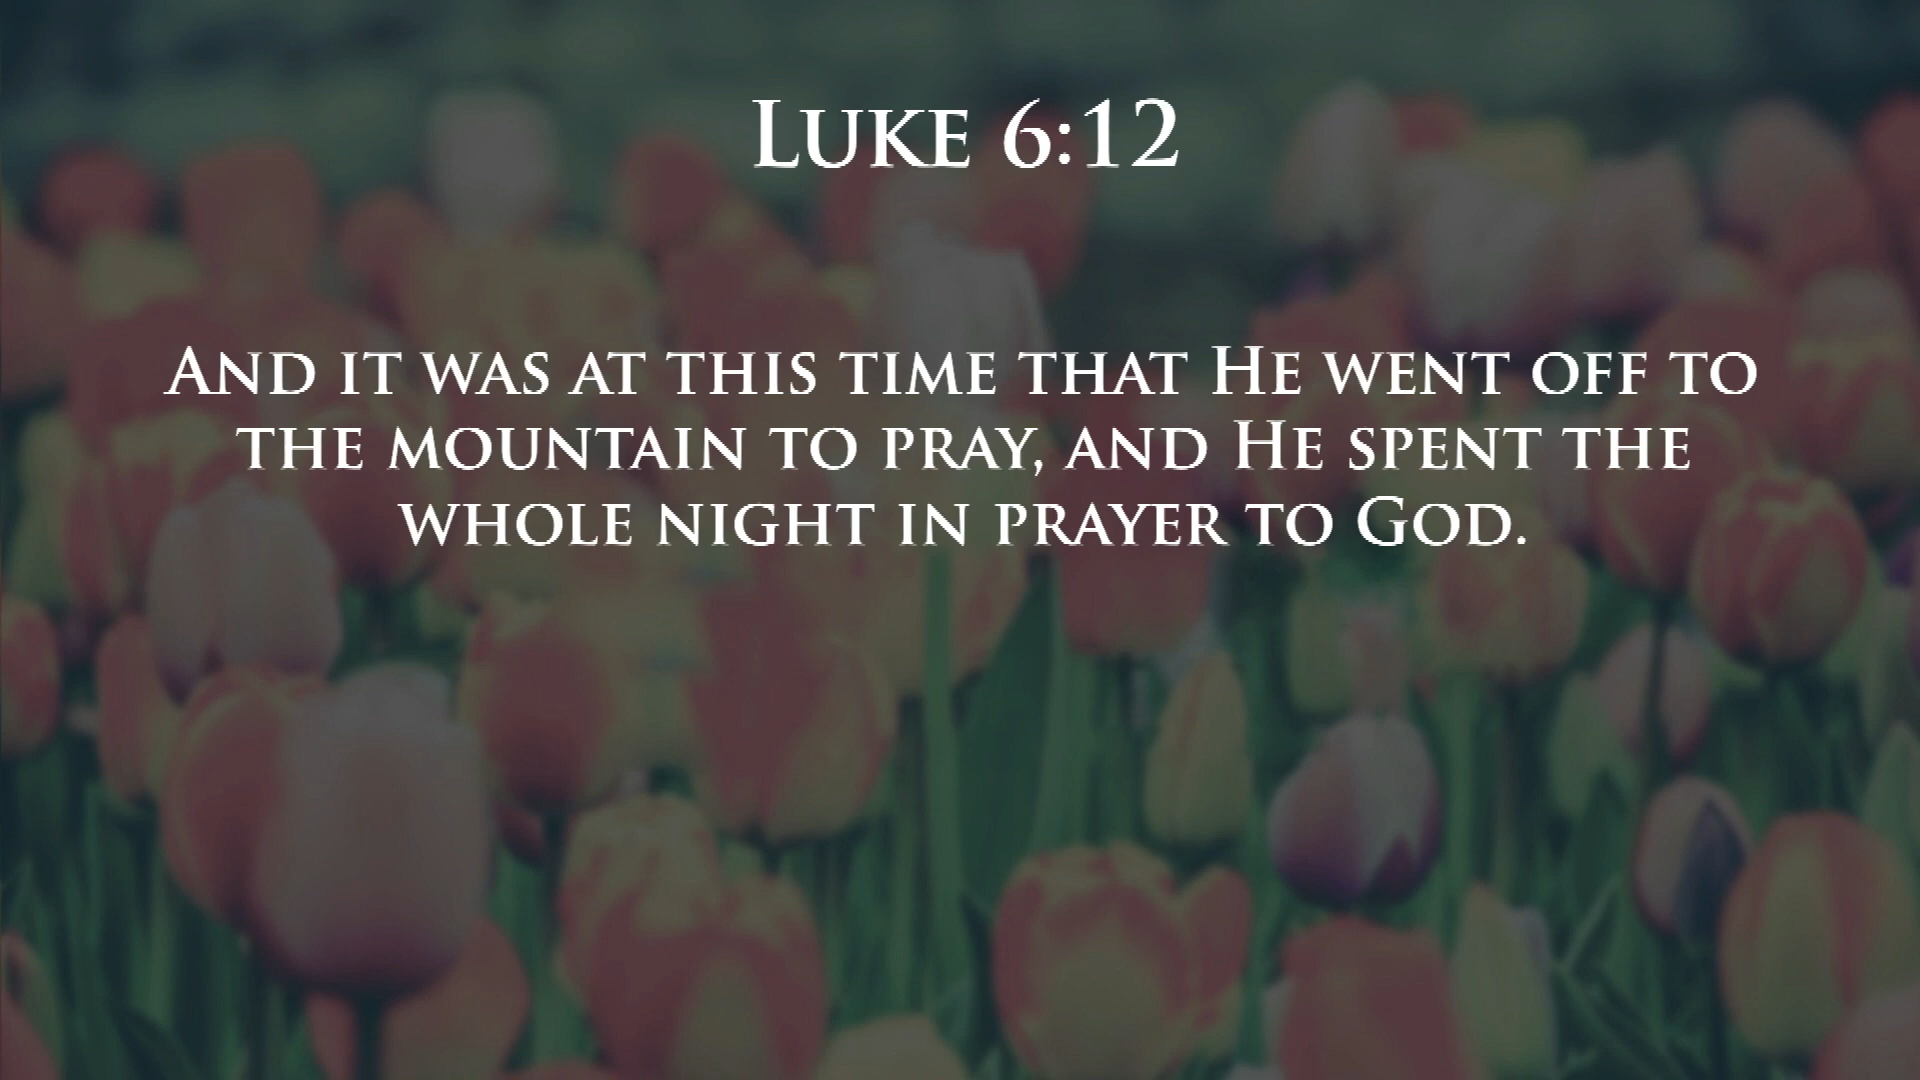 Luke 6:12
And it was at this time that He went off to
the mountain to pray, and He spent the
whole night in prayer to God.